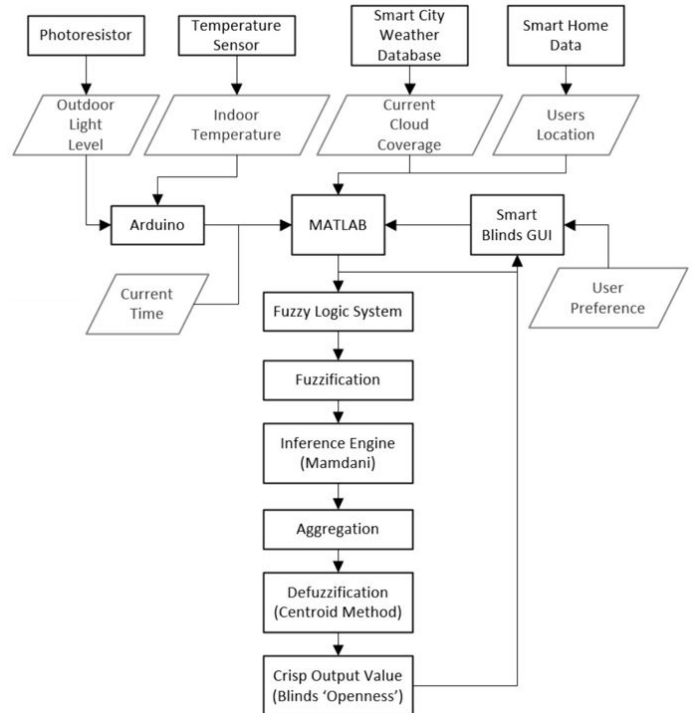 Photoresistor
Temperature
Sensor
Smart City
Weather
Database
Smart Home
Data
Outdoor
Light
Level
Indoor
Temperature
Current
Cloud
Coverage
Users
Location
Arduino
MATLAB
Smart
Blinds GUI
Current
Time
User
Preference
Fuzzy Logic System
Fuzzification
Inference Engine
(Mamdani)
Aggregation
Defuzzification
(Centroid Method)
Crisp Output Value
(Blinds ‘Openness’)